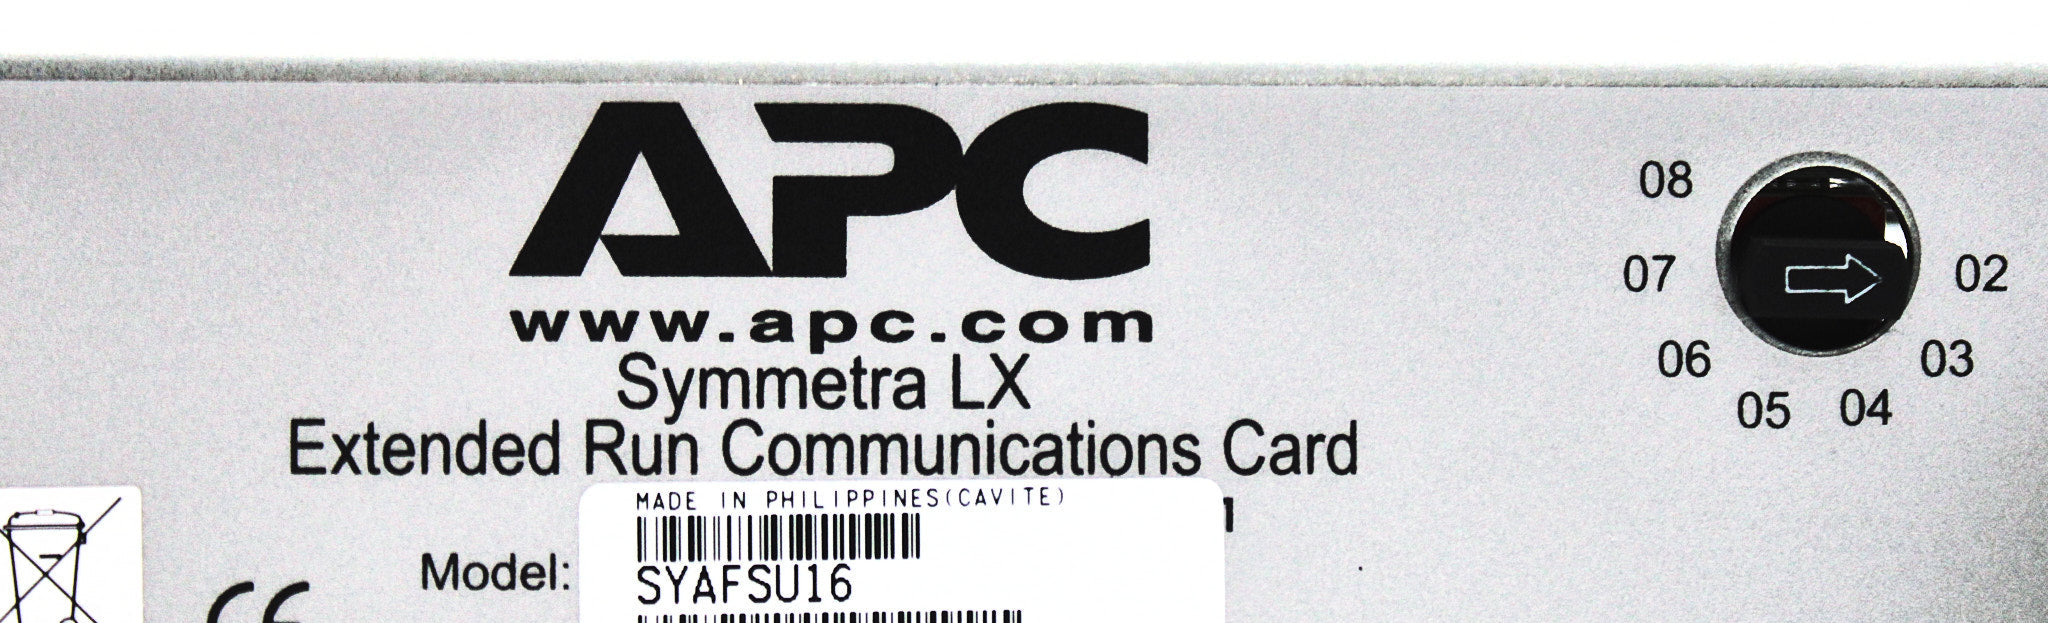 APC
www.apc.com
Symmetra LX
Extended Run Communications Card
08
07
06
05
04
03
02
MADE IN PHILIPPINES(CAVITE)
Model:
SYAFSU16
CE